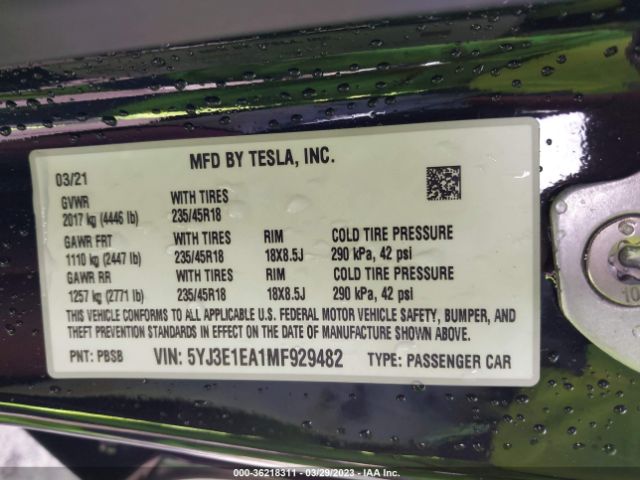 MFD BY TESLA, INC.
03/21
GVWR WITH TIRES
2017 kg (4446 lb) 235/45R18
GAWR FRT WITH TIRES RIM COLD TIRE PRESSURE
1110 kg (2447 lb) 235/45R18 18X8.5J 290 kPa, 42 psi
GAWR RR WITH TIRES RIM COLD TIRE PRESSURE
1257 kg (2771 lb) 235/45R18 18X8.5J 290 kPa, 42 psi
THIS VEHICLE CONFORMS TO ALL APPLICABLE U.S. FEDERAL MOTOR VEHICLE SAFETY, BUMPER, AND
THEFT PREVENTION STANDARDS IN EFFECT ON THE DATE OF MANUFACTURE SHOWN ABOVE.
PNT: PBSB VIN: 5YJ3E1EA1MF929482 TYPE: PASSENGER CAR
000-36218311 - 03/29/2023 - IAA Inc.